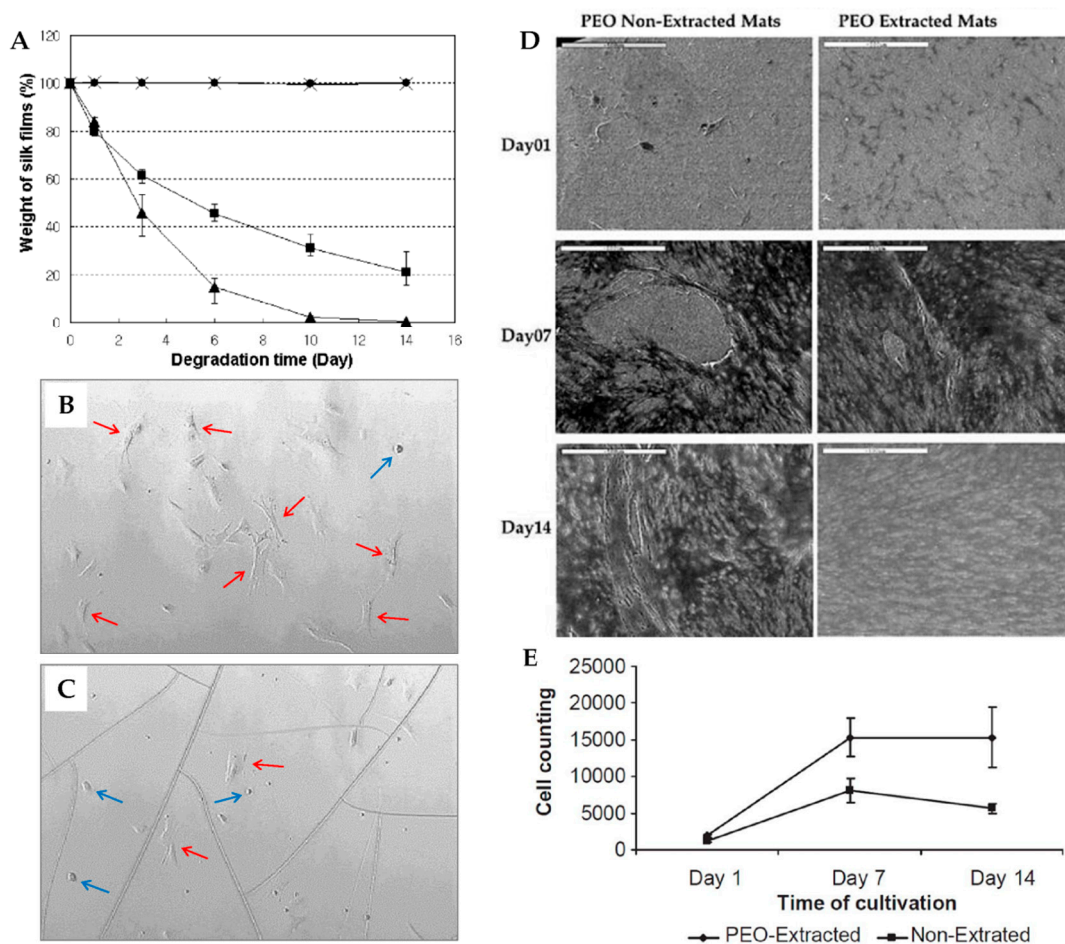 A
Weight of silk films (%)
120
100
80
60
40
20
0
0 2 4 6 8 10 12 14 16
Degradation time (Day)
B
C
D
PEO Non-Extracted Mats PEO Extracted Mats
Day01
Day07
Day14
E
Cell counting
25000
20000
15000
10000
5000
0
Day 1 Day 7 Day 14
Time of cultivation
PEO-Extracted Non-Extrated